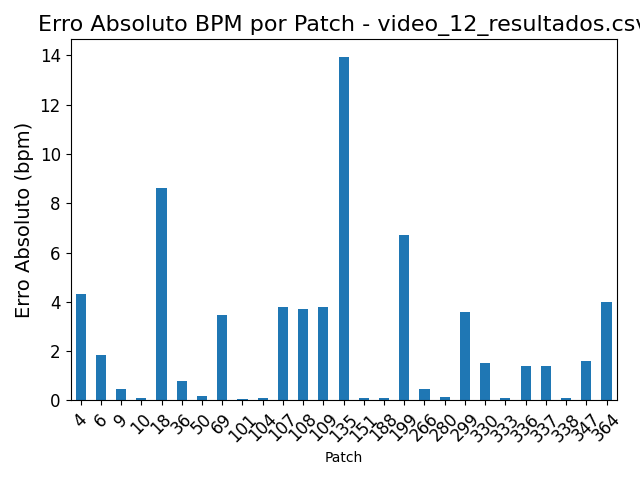 Erro Absoluto BPM por Patch - video_12_resultados.csv
14
12
10
8
6
4
2
0
Erro Absoluto (bpm)
4 6 9 10 18 36 50 69 101 104 107 108 109 135 151 188 199 266 280 299 330 333 336 337 338 347 364
Patch